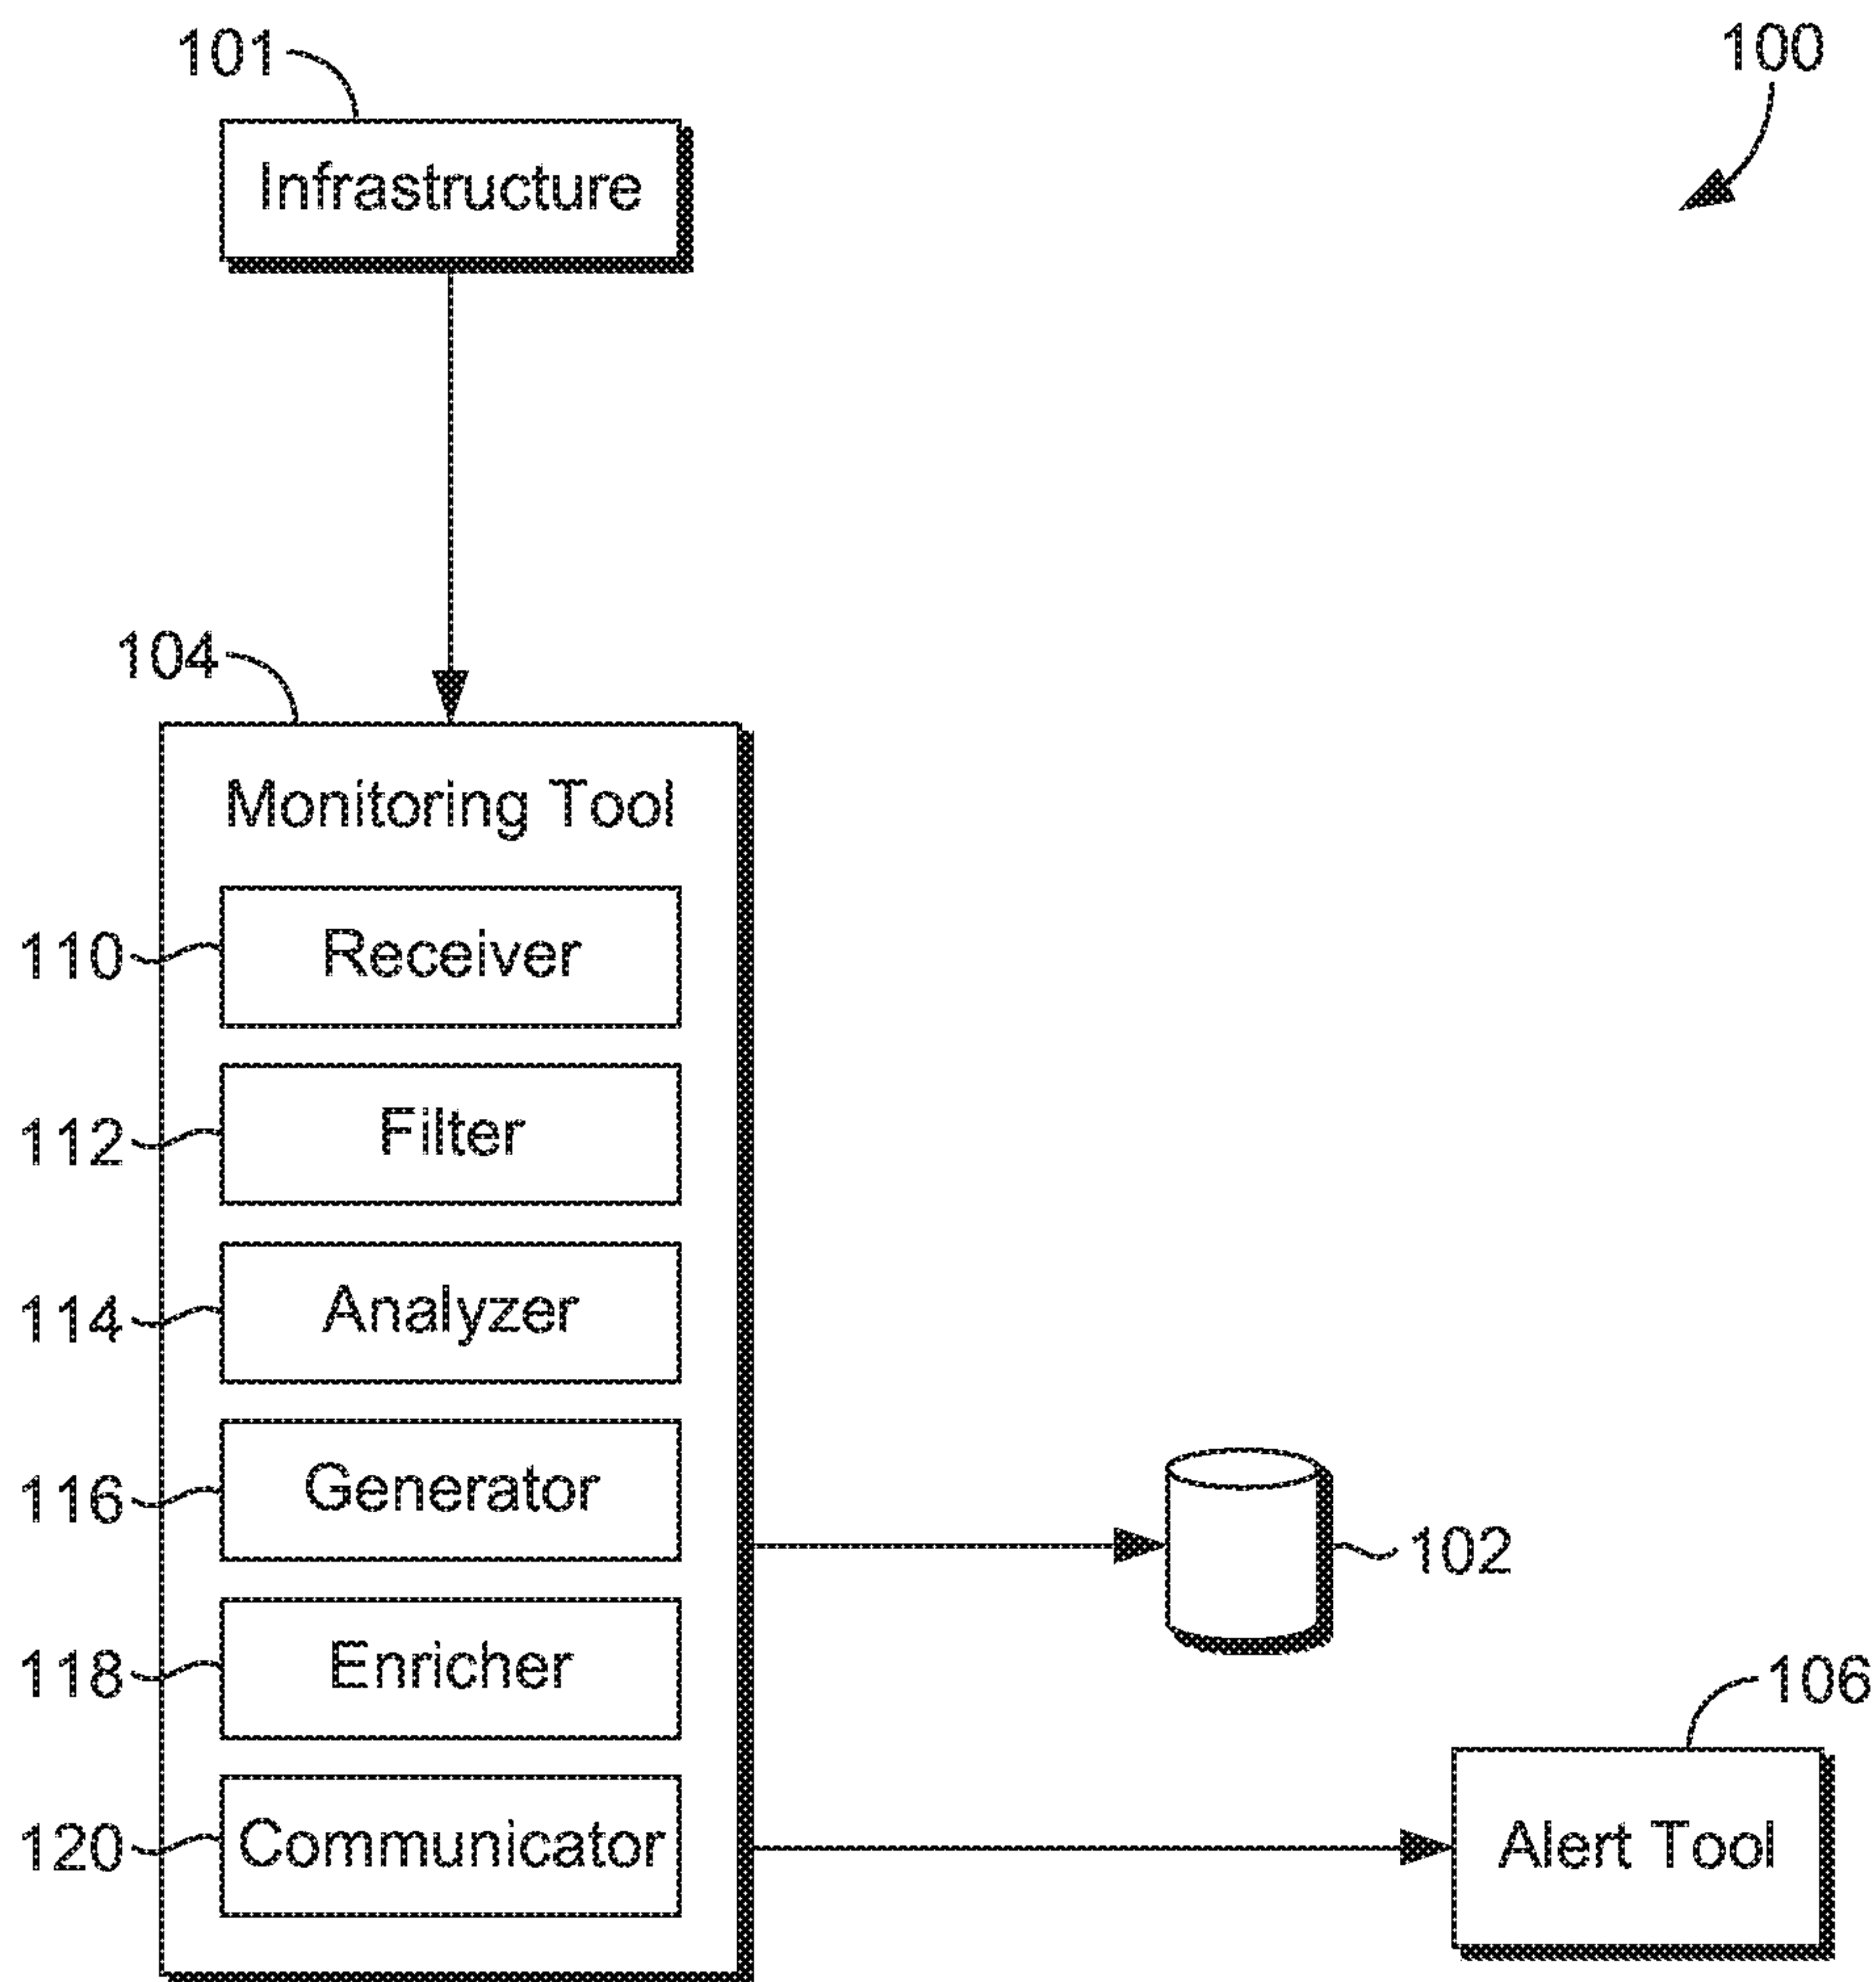 101
100
Infrastructure
104
Monitoring Tool
110
Receiver
112
Filter
114
Analyzer
116
Generator
102
118
Enricher
106
120
Communicator
Alert Tool